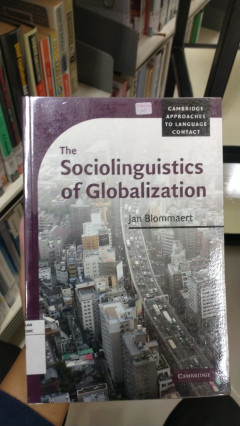 CAMBRIDGE
APPROACHES
TO LANGUAGE
CONTACT
The
Sociolinguistics
of Globalization
Jan Blommaert
CAMBRIDGE